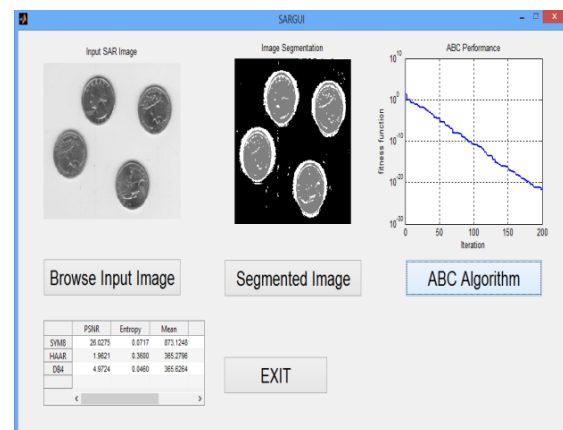 SARGUI
Input SAR Image
Image Segmentation
ABC Performance
10^10
10^0
10^-10
10^-20
10^-30
fitness function
0 50 100 150 200
Iteration
Browse Input Image
Segmented Image
ABC Algorithm
PSNR Entropy Mean
SYM8 26.0275 0.0717 873.1248
HAAR 1.9621 0.3600 365.2796
DB4 4.9724 0.0460 365.6264
EXIT